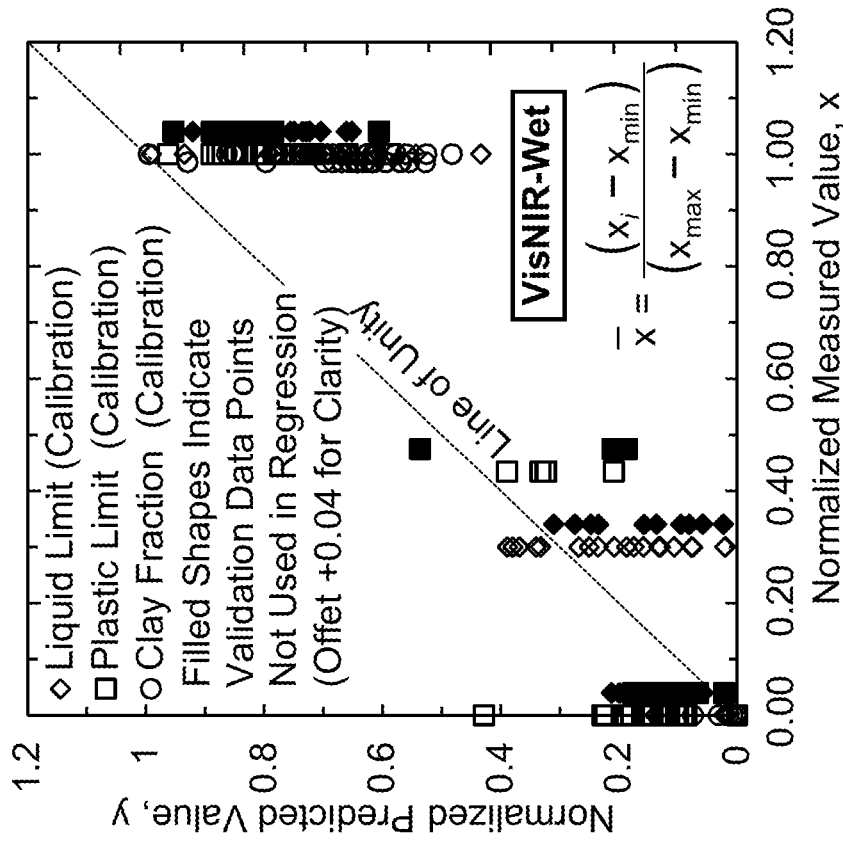 Normalized Predicted Value, y
1.2
1
0.8
0.6
0.4
0.2
0
Liquid Limit (Calibration)
Plastic Limit (Calibration)
Clay Fraction (Calibration)
Filled Shapes Indicate
Validation Data Points
Not Used in Regression
(Offet +0.04 for Clarity)
Line of Unity
VisNIR-Wet
x̄ = (xᵢ − x_min) / (x_max − x_min)
0.00 0.20 0.40 0.60 0.80 1.00 1.20
Normalized Measured Value, x